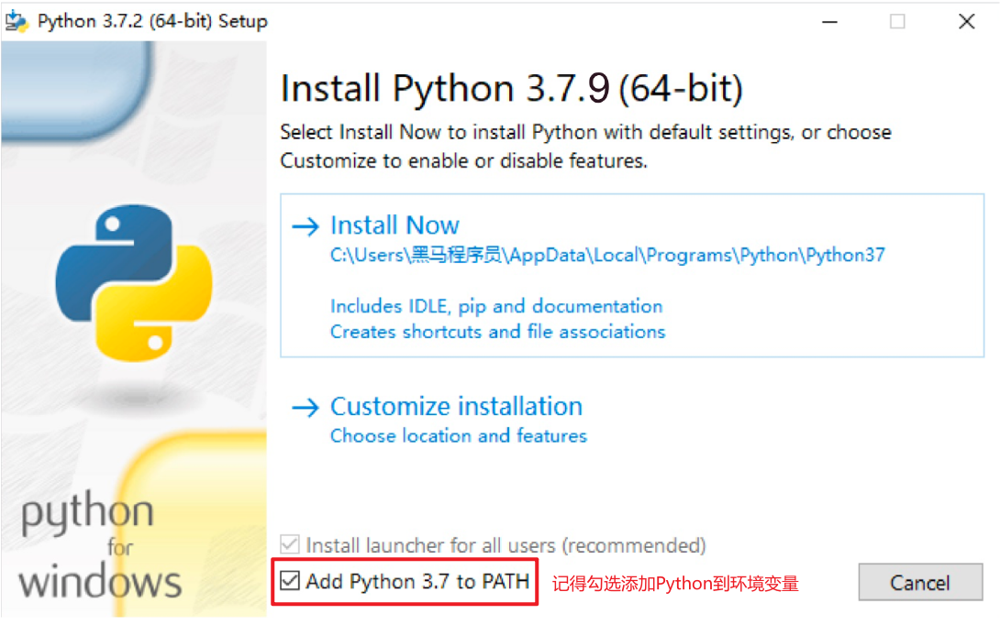 Python 3.7.2 (64-bit) Setup
Install Python 3.7.9 (64-bit)
Select Install Now to install Python with default settings, or choose
Customize to enable or disable features.
Install Now
C:\Users\黑马程序员\AppData\Local\Programs\Python\Python37
Includes IDLE, pip and documentation
Creates shortcuts and file associations
Customize installation
Choose location and features
python
for
windows
Install launcher for all users (recommended)
Add Python 3.7 to PATH 记得勾选添加Python到环境变量
Cancel